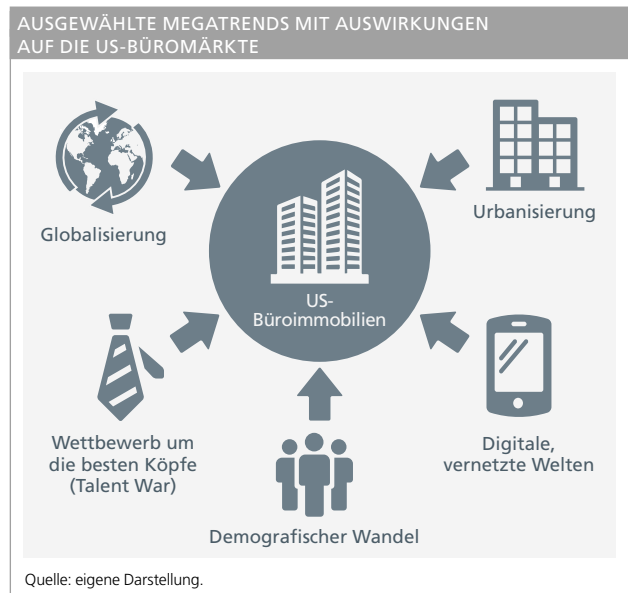 AUSGEWÄHLTE MEGATRENDS MIT AUSWIRKUNGEN
AUF DIE US-BÜROMÄRKTE
Globalisierung
Urbanisierung
US-
Büroimmobilien
Wettbewerb um
die besten Köpfe
(Talent War)
Digitale,
vernetzte Welten
Demografischer Wandel
Quelle: eigene Darstellung.